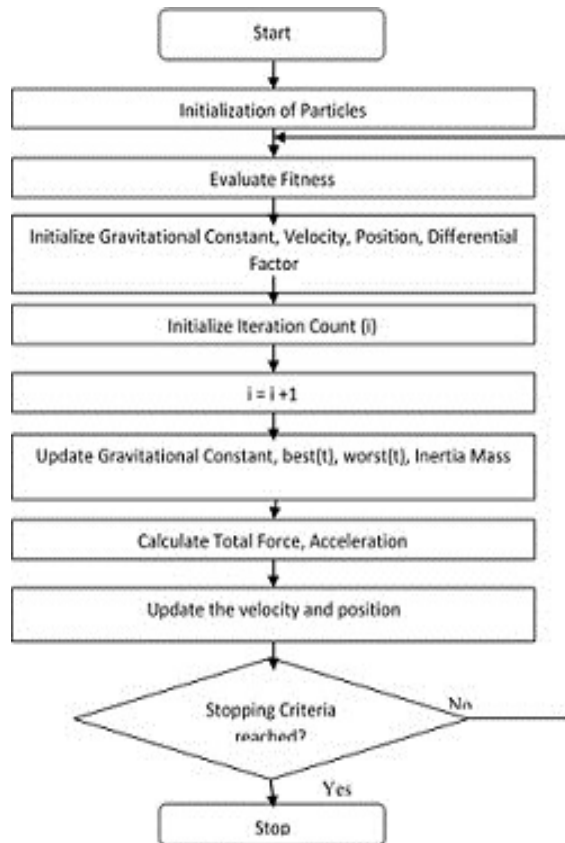 Start
Initialization of Particles
Evaluate Fitness
Initialize Gravitational Constant, Velocity, Position, Differential
Factor
Initialize Iteration Count (i)
i = i +1
Update Gravitational Constant, best(t), worst(t), Inertia Mass
Calculate Total Force, Acceleration
Update the velocity and position
Stopping Criteria
reached?
No
Yes
Stop